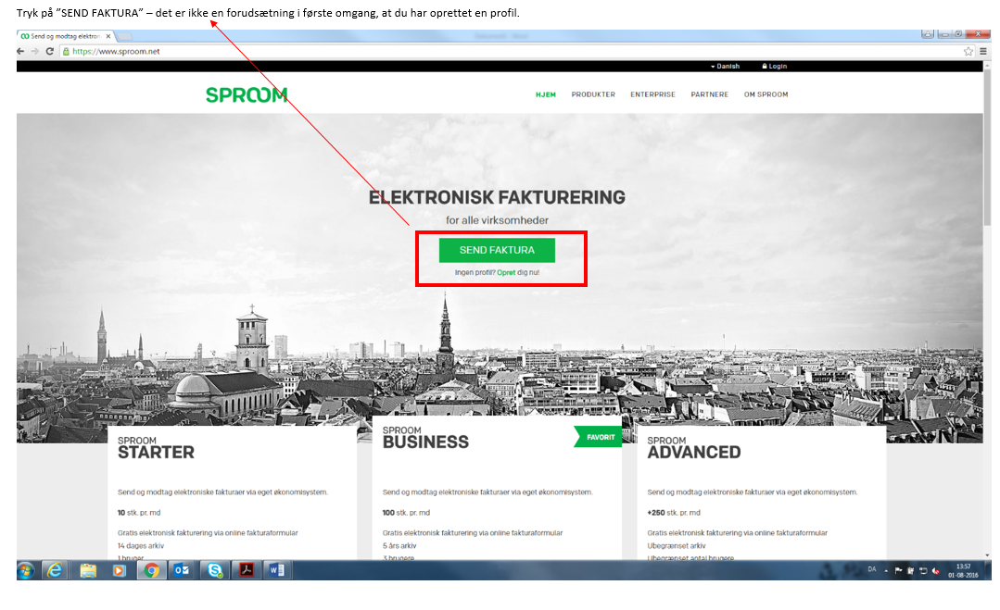 Tryk på ”SEND FAKTURA” – det er ikke en forudsætning i første omgang, at du har oprettet en profil.
Send og modtag elektron
https://www.sproom.net
Danish Login
SPROOM HJEM PRODUKTER ENTERPRISE PARTNERE OM SPROOM
ELEKTRONISK FAKTURERING
for alle virksomheder
SEND FAKTURA
Ingen profil? Opret dig nu!
SPROOM
STARTER
Send og modtag elektroniske fakturaer via eget økonomisystem.
10 stk. pr. md
Gratis elektronisk fakturering via online fakturaformular
14 dages arkiv
1 bruger
SPROOM
BUSINESS
FAVORIT
Send og modtag elektroniske fakturaer via eget økonomisystem.
100 stk. pr. md
Gratis elektronisk fakturering via online fakturaformular
5 års arkiv
3 brugere
SPROOM
ADVANCED
Send og modtag elektroniske fakturaer via eget økonomisystem.
+250 stk. pr. md
Gratis elektronisk fakturering via online fakturaformular
Ubegrænset arkiv
Ubegrænset antal brugere
DA 13:57
01-08-2016